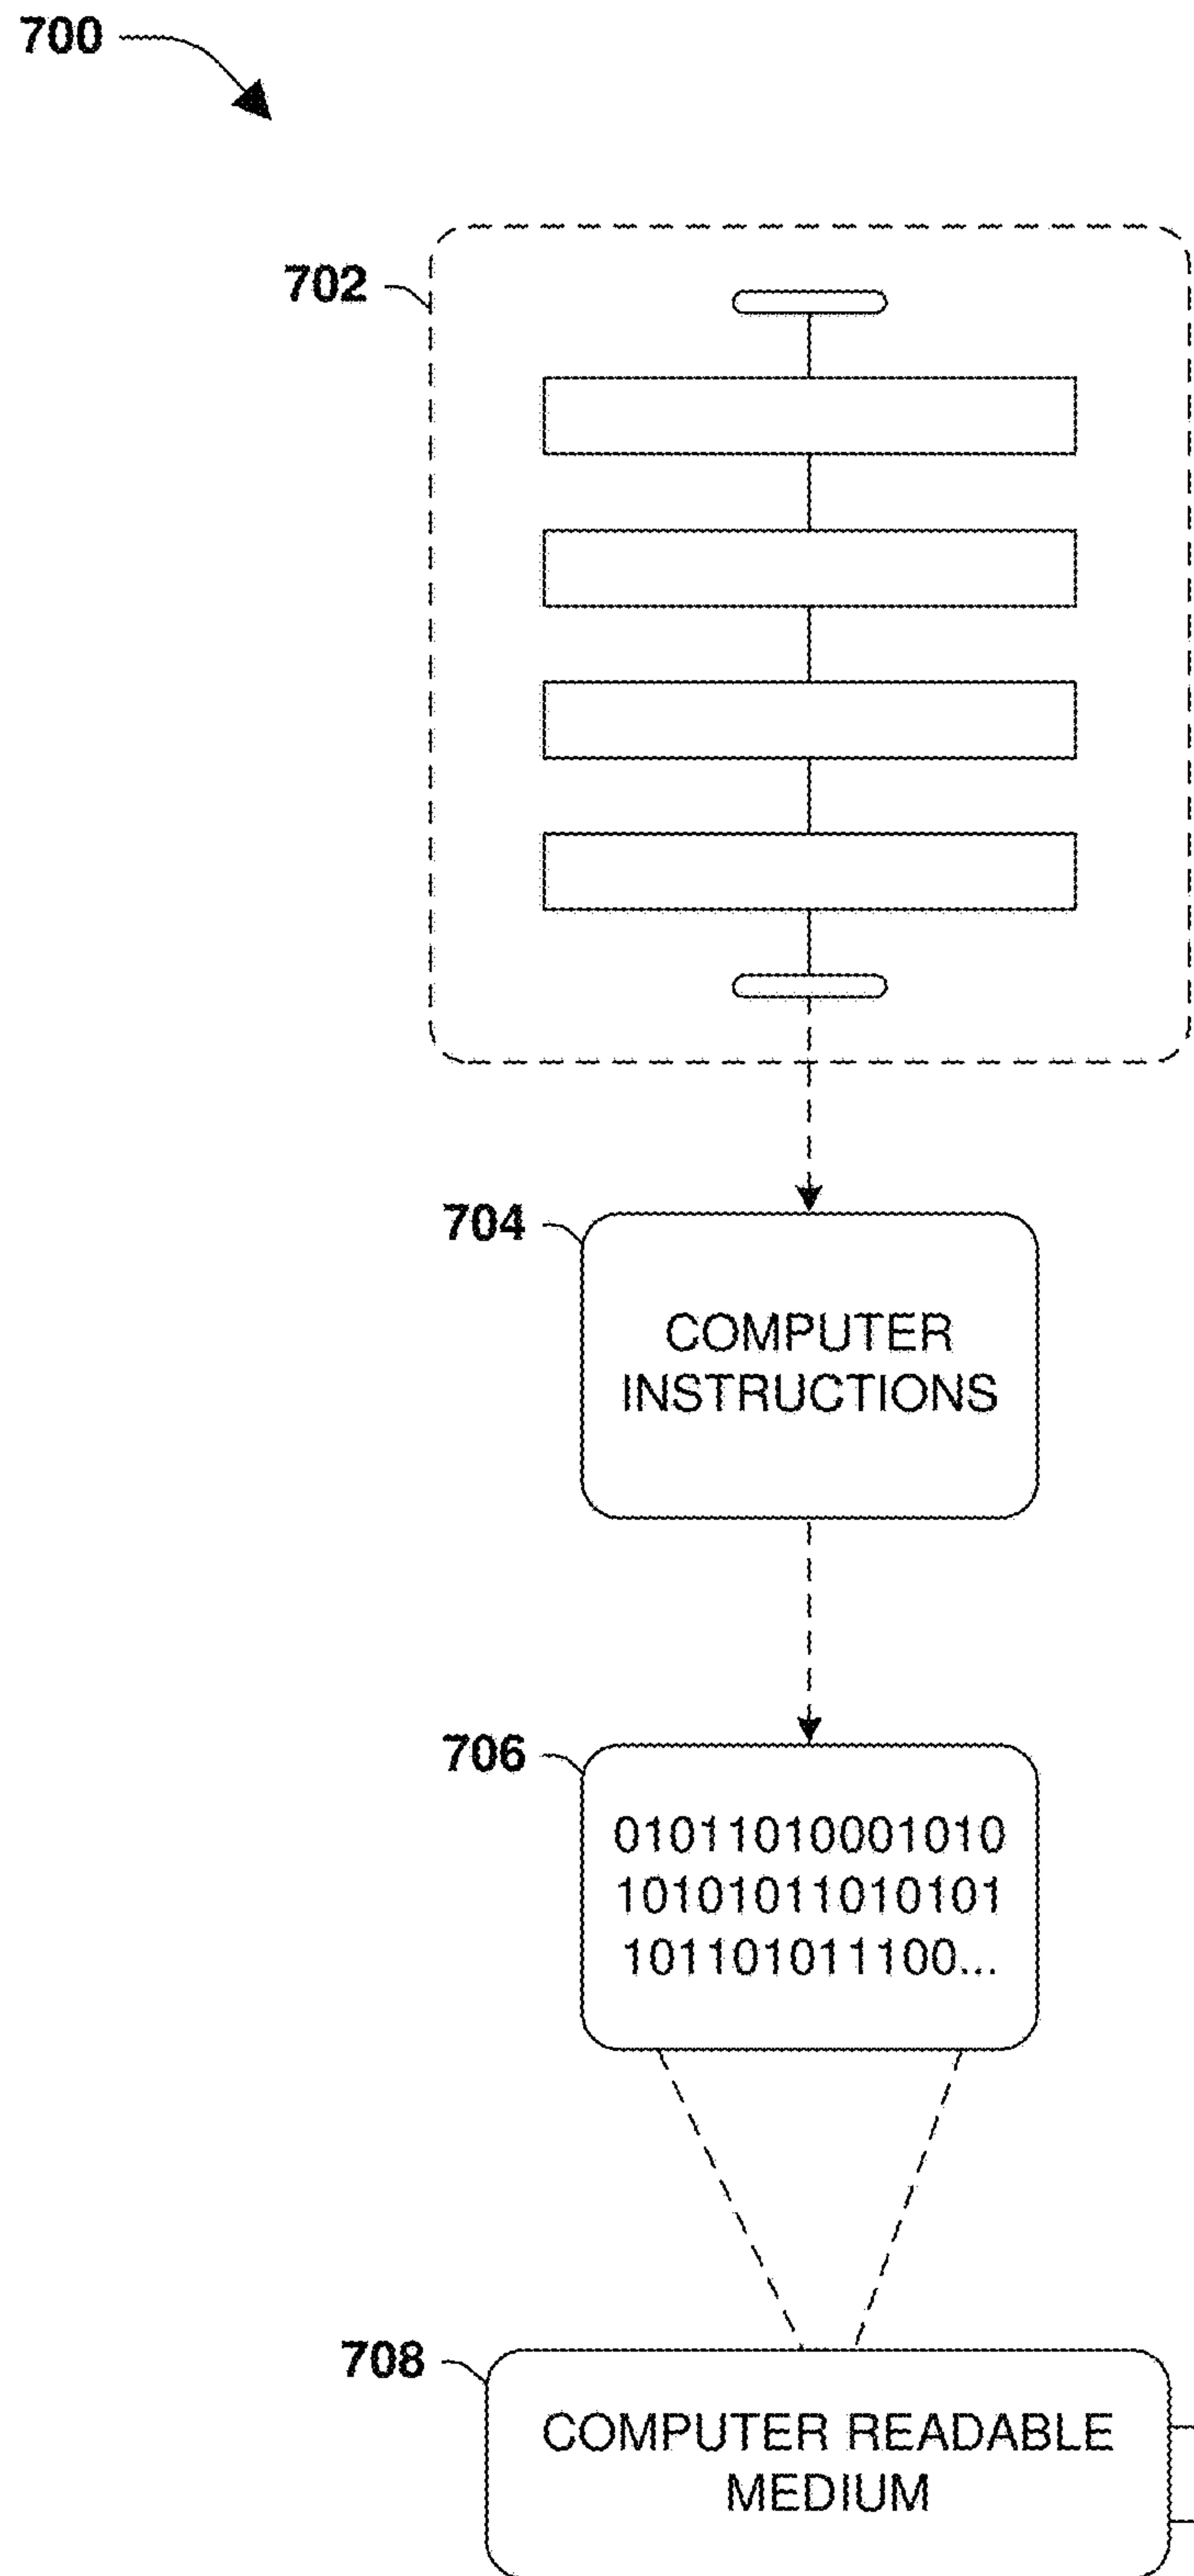 700
702
704
COMPUTER
INSTRUCTIONS
706
01011010001010
10101011010101
101101011100...
708
COMPUTER READABLE
MEDIUM